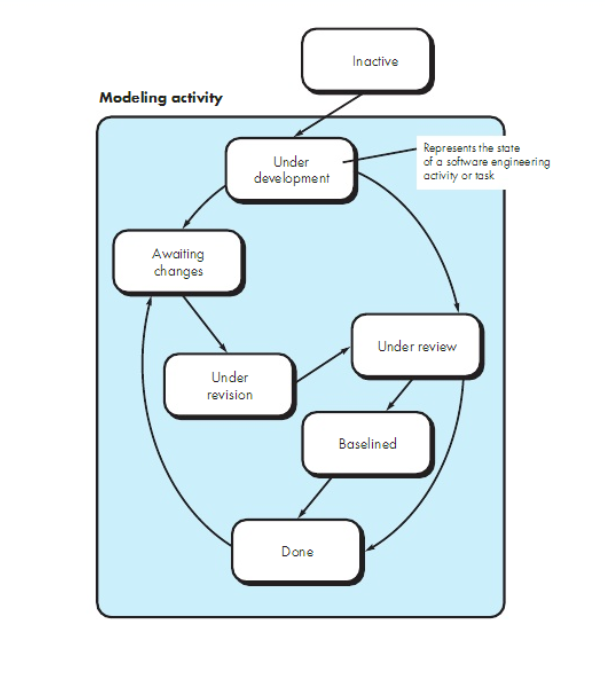 Inactive
Modeling activity
Under
development
Represents the state
of a software engineering
activity or task
Awaiting
changes
Under review
Under
revision
Baselined
Done